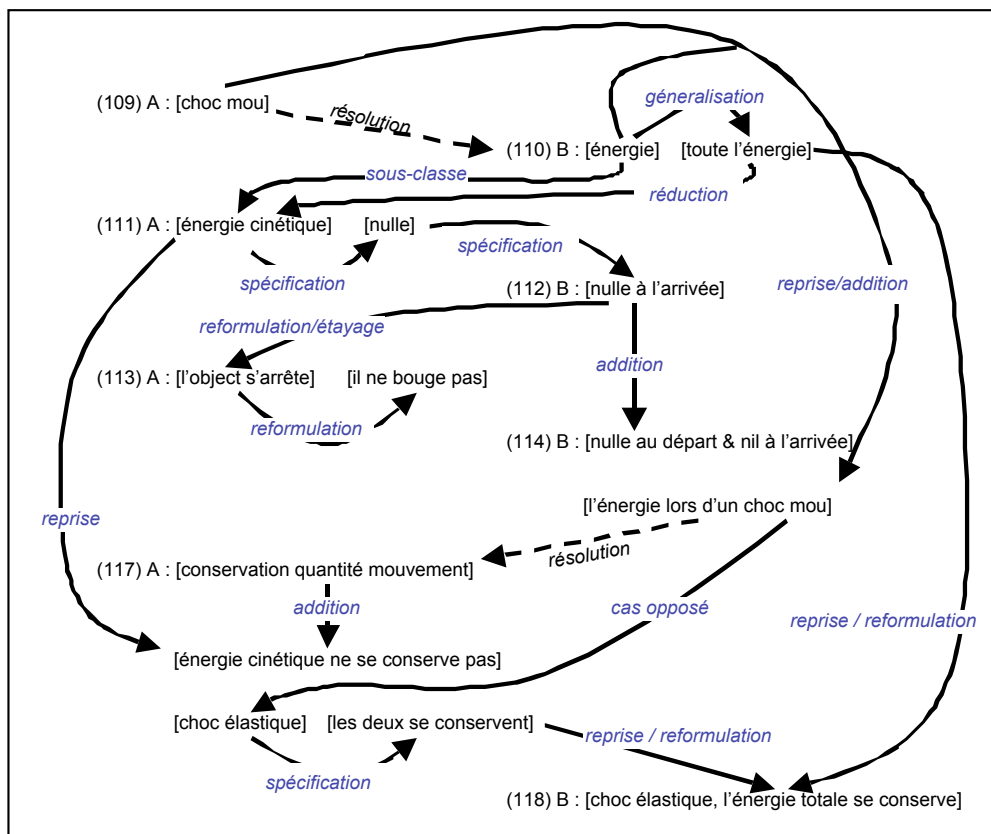 (109) A : [choc mou]
résolution
géneralisation
(110) B : [énergie] [toute l'énergie]
sous-classe
réduction
(111) A : [énergie cinétique] [nulle]
spécification
spécification
reprise/addition
(112) B : [nulle à l'arrivée]
reformulation/étayage
addition
(113) A : [l'object s'arrête] [il ne bouge pas]
reformulation
(114) B : [nulle au départ & nil à l'arrivée]
[l'énergie lors d'un choc mou]
reprise
résolution
(117) A : [conservation quantité mouvement]
addition
cas opposé
reprise / reformulation
[énergie cinétique ne se conserve pas]
[choc élastique] [les deux se conservent]
reprise / reformulation
spécification
(118) B : [choc élastique, l'énergie totale se conserve]